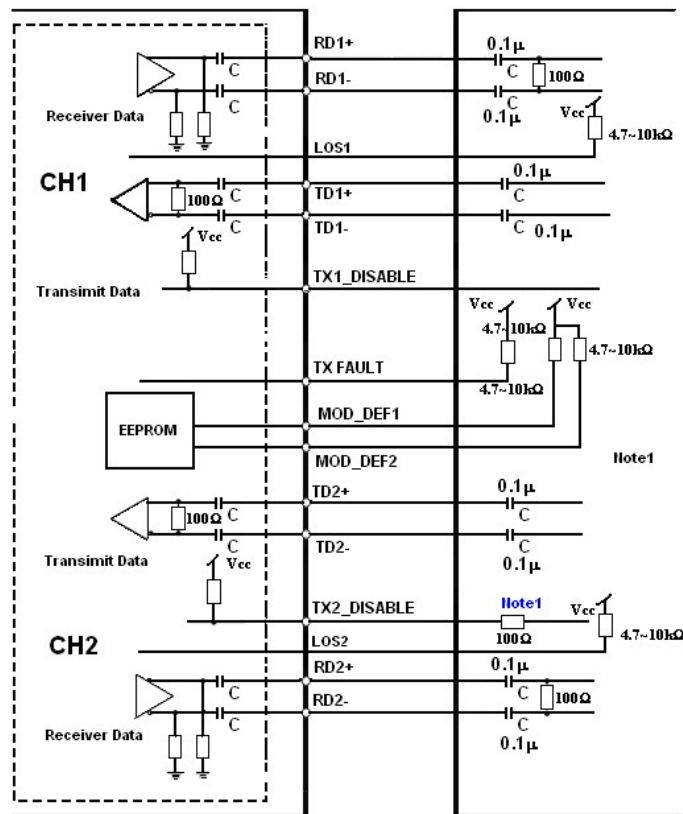 RD1+
0.1μ
C
C
100Ω
RD1-
C
C
0.1μ
Vcc
Receiver Data
4.7~10kΩ
LOS1
CH1
TD1+
0.1μ
100Ω
C
C
TD1-
C
C
0.1μ
Vcc
Transimit Data
TX1_DISABLE
Vcc
Vcc
4.7~10kΩ
4.7~10kΩ
TX FAULT
4.7~10kΩ
EEPROM
MOD_DEF1
MOD_DEF2
Note1
TD2+
0.1μ
100Ω
C
C
TD2-
C
C
0.1μ
Transimit Data
Vcc
TX2_DISABLE
Note1
Vcc
100Ω
4.7~10kΩ
CH2
LOS2
RD2+
0.1μ
C
C
100Ω
RD2-
C
C
0.1μ
Receiver Data